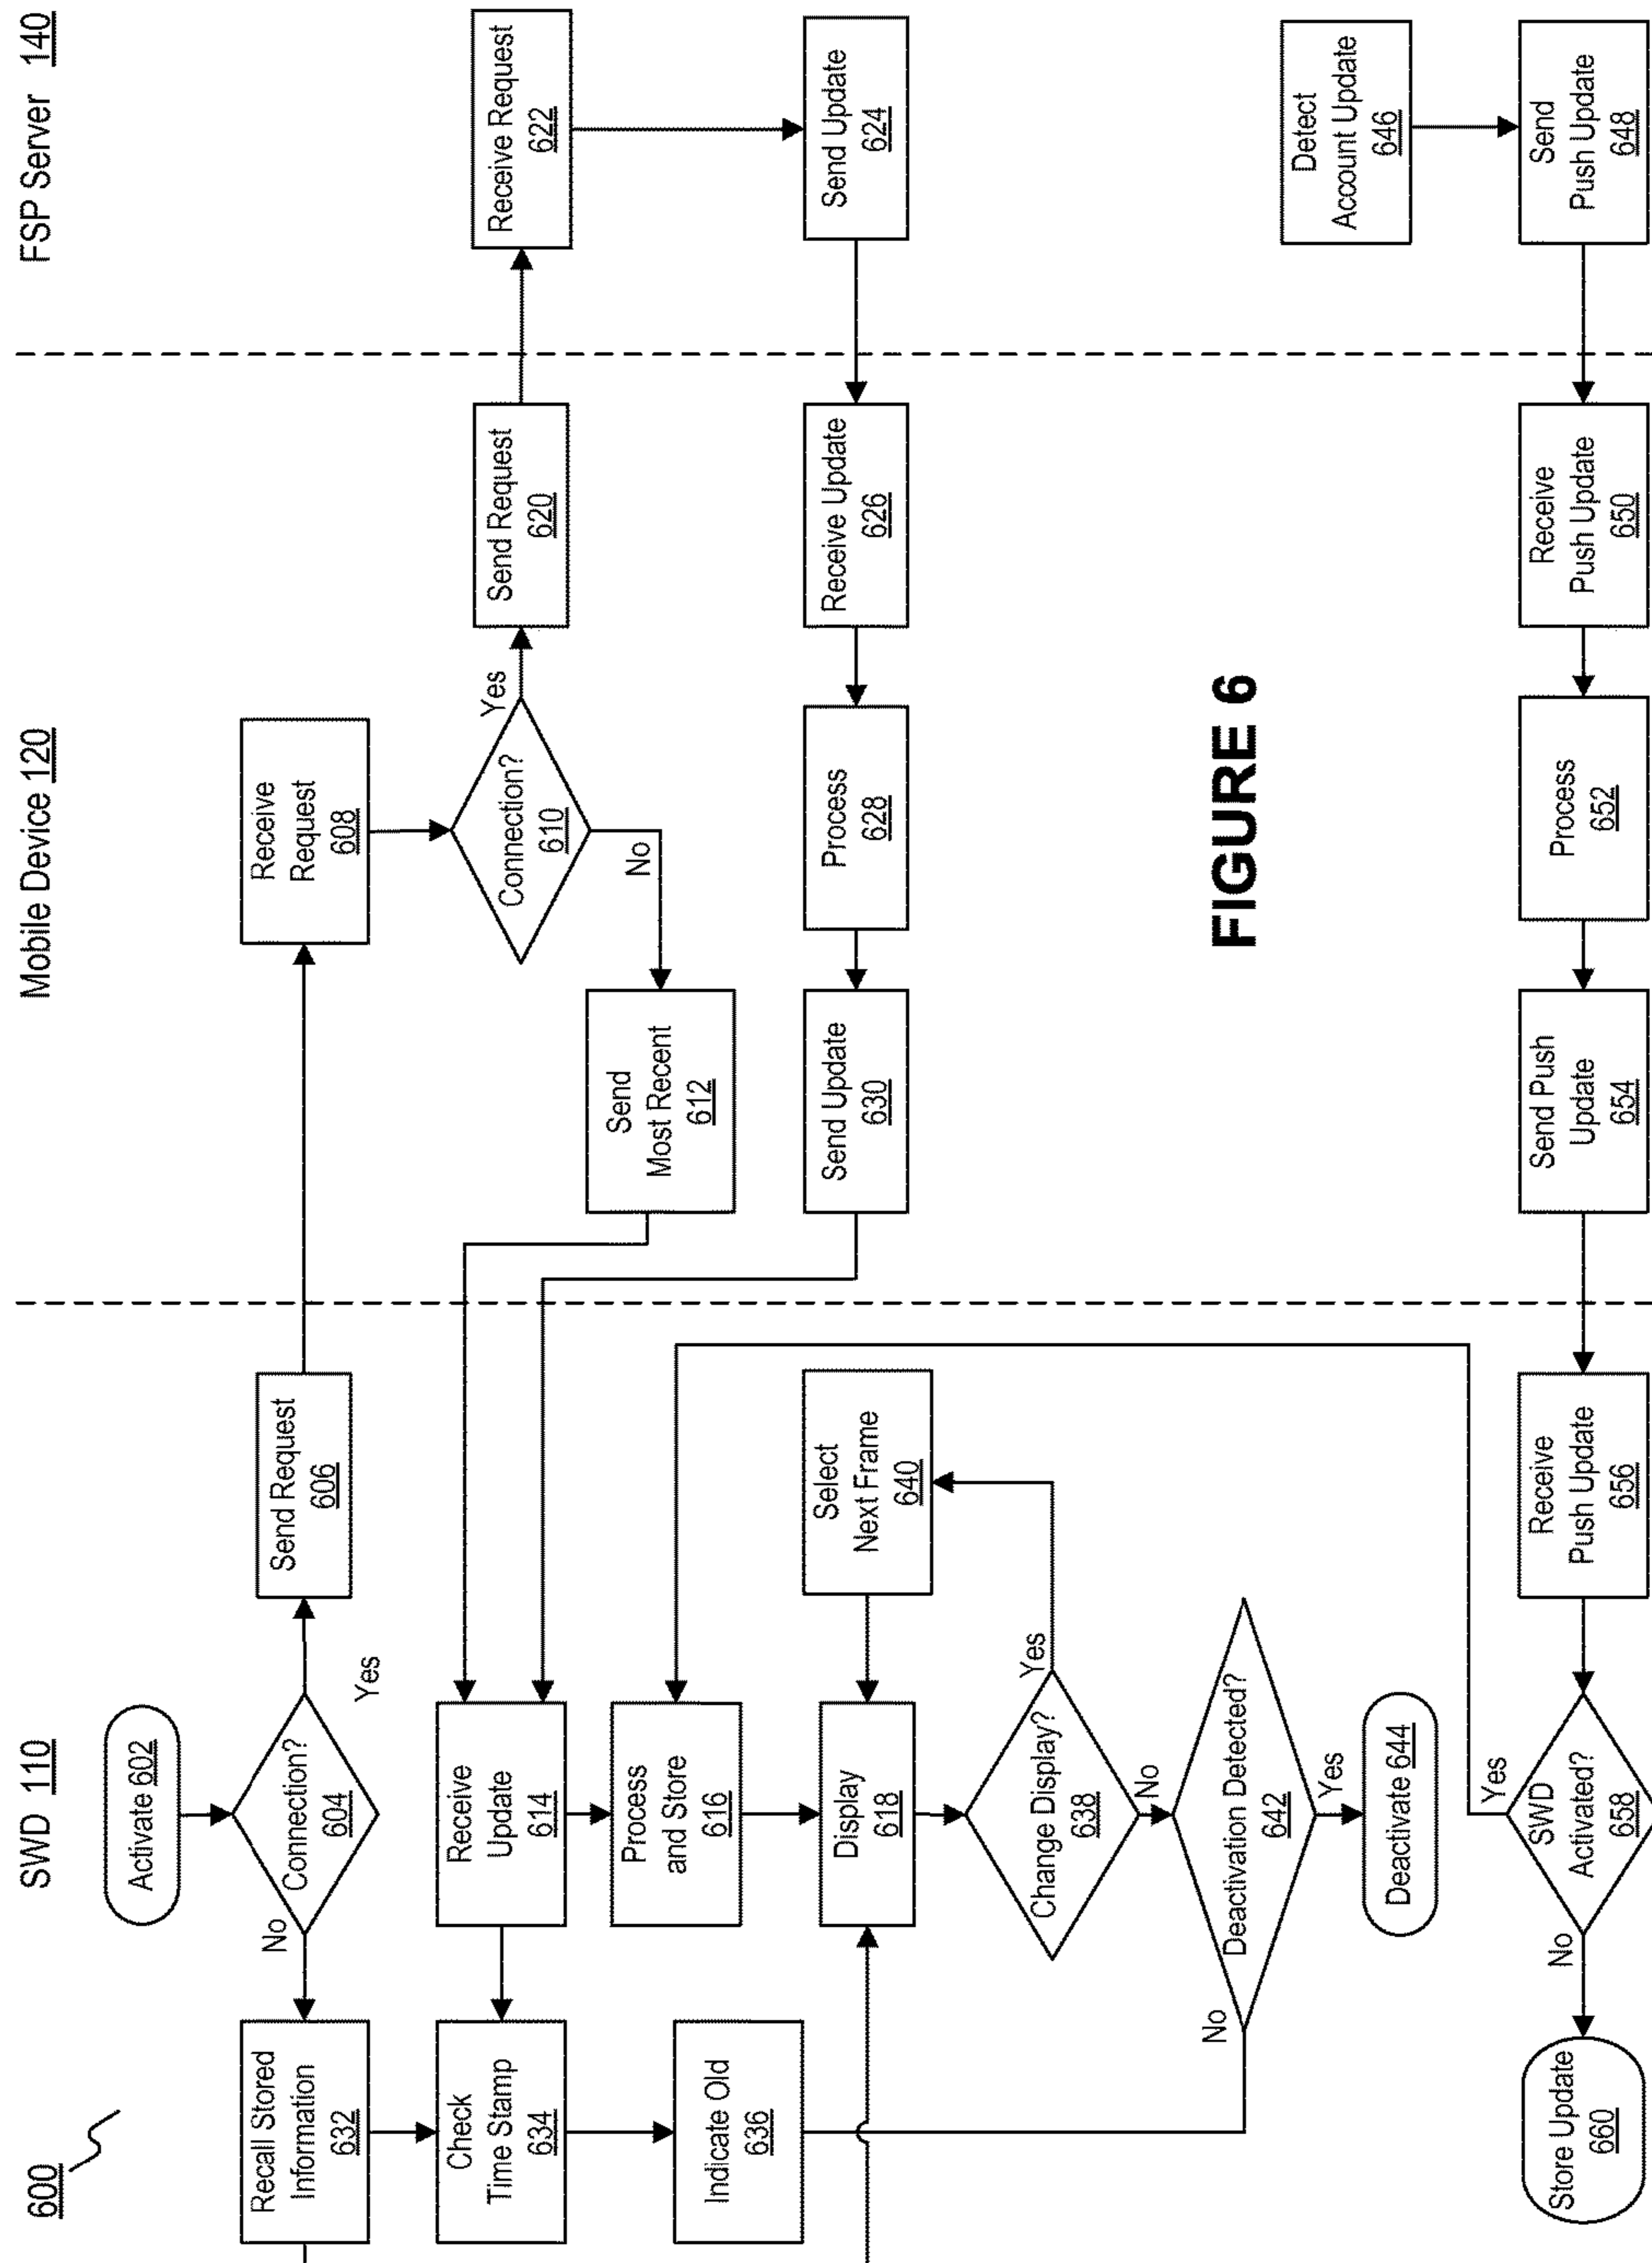 600
SWD 110
Mobile Device 120
FSP Server 140
Activate 602
Connection?
604
No
Yes
Send Request
606
Receive
Request
608
Connection?
610
Yes
No
Send Request
620
Receive Request
622
Send
Most Recent
612
Recall Stored
Information
632
Receive
Update
614
Check
Time Stamp
634
Process
and Store
616
Indicate Old
636
Send Update
624
Receive Update
626
Process
628
Send Update
630
Display
618
Select
Next Frame
640
Change Display?
638
Yes
No
Deactivation Detected?
642
No
Yes
Deactivate 644
Detect
Account Update
646
Send
Push Update
648
Receive
Push Update
650
Process
652
Send Push
Update
654
Receive
Push Update
656
SWD
Activated?
658
Yes
No
Store Update
660
FIGURE 6